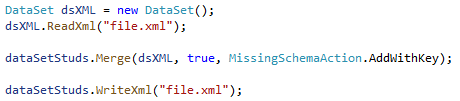 DataSet dsXML = new DataSet();
dsXML.ReadXml("file.xml");
dataSetStuds.Merge(dsXML, true, MissingSchemaAction.AddWithKey);
dataSetStuds.WriteXml("file.xml");